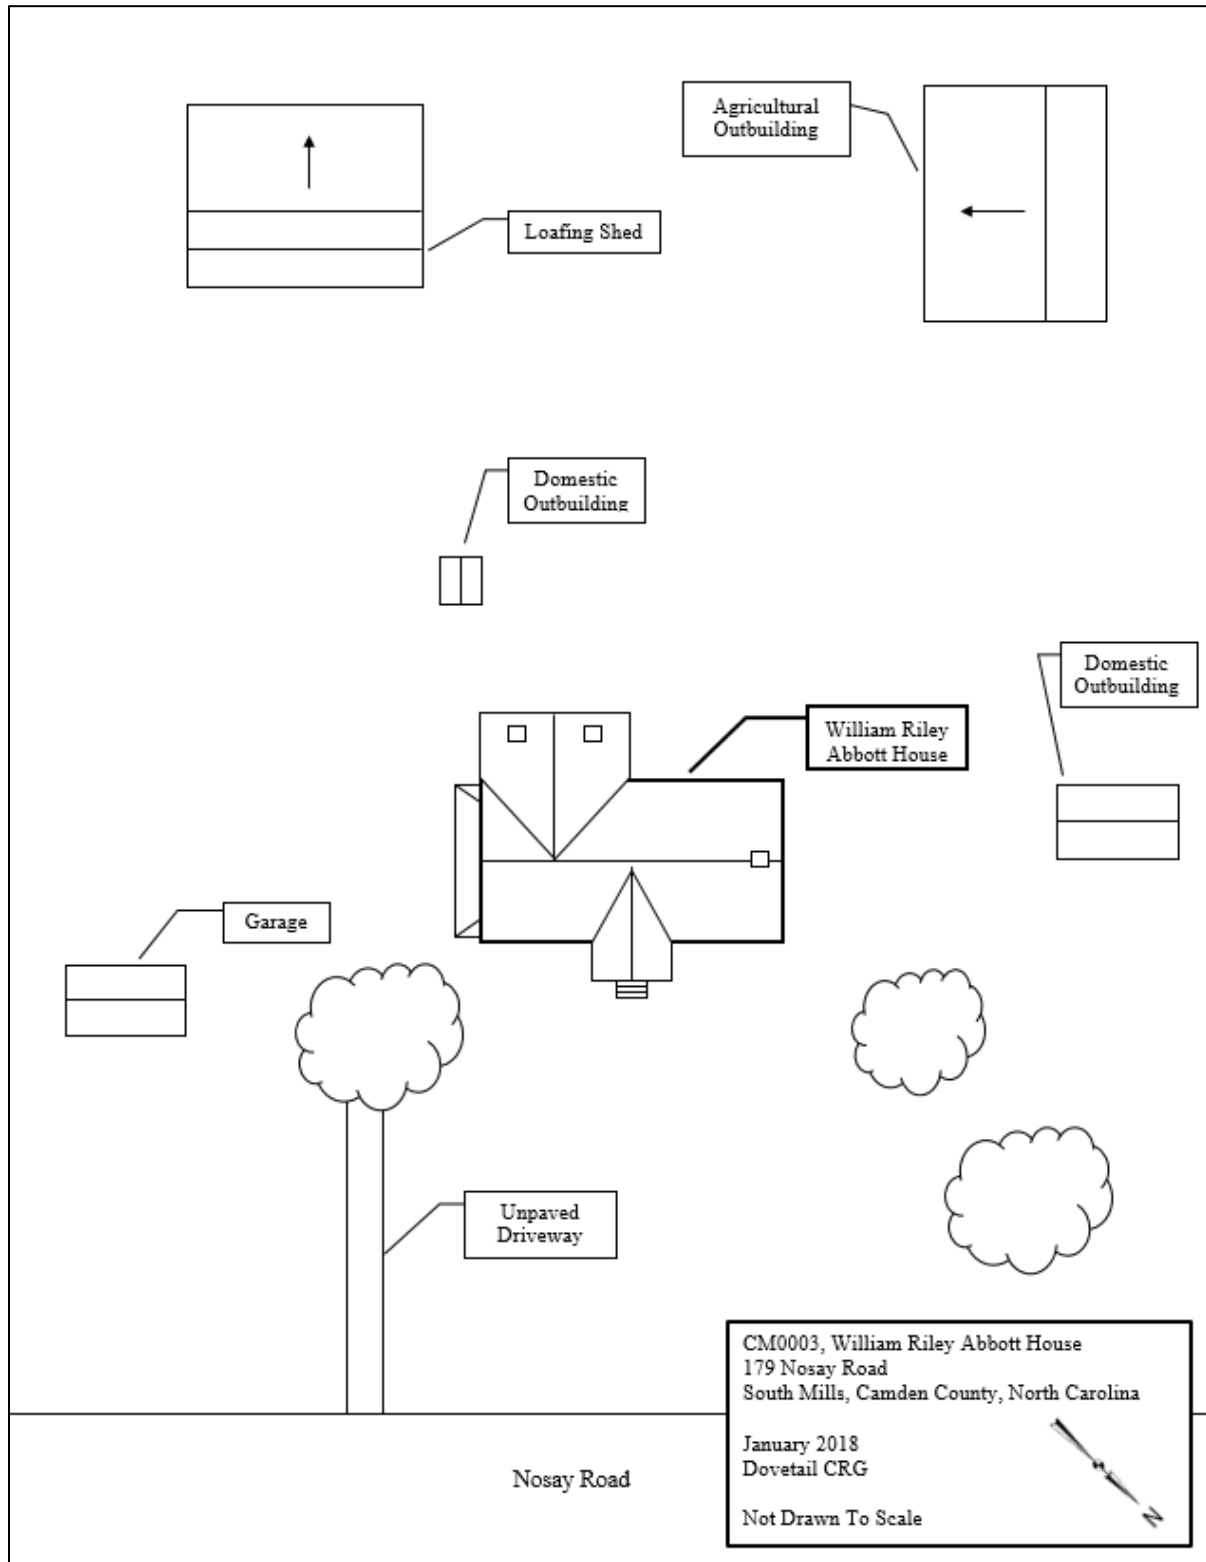 Agricultural
Outbuilding
Loafing Shed
Domestic
Outbuilding
Domestic
Outbuilding
William Riley
Abbott House
Garage
Unpaved
Driveway
CM0003, William Riley Abbott House
179 Nosay Road
South Mills, Camden County, North Carolina
January 2018
Dovetail CRG
Not Drawn To Scale
N
Nosay Road